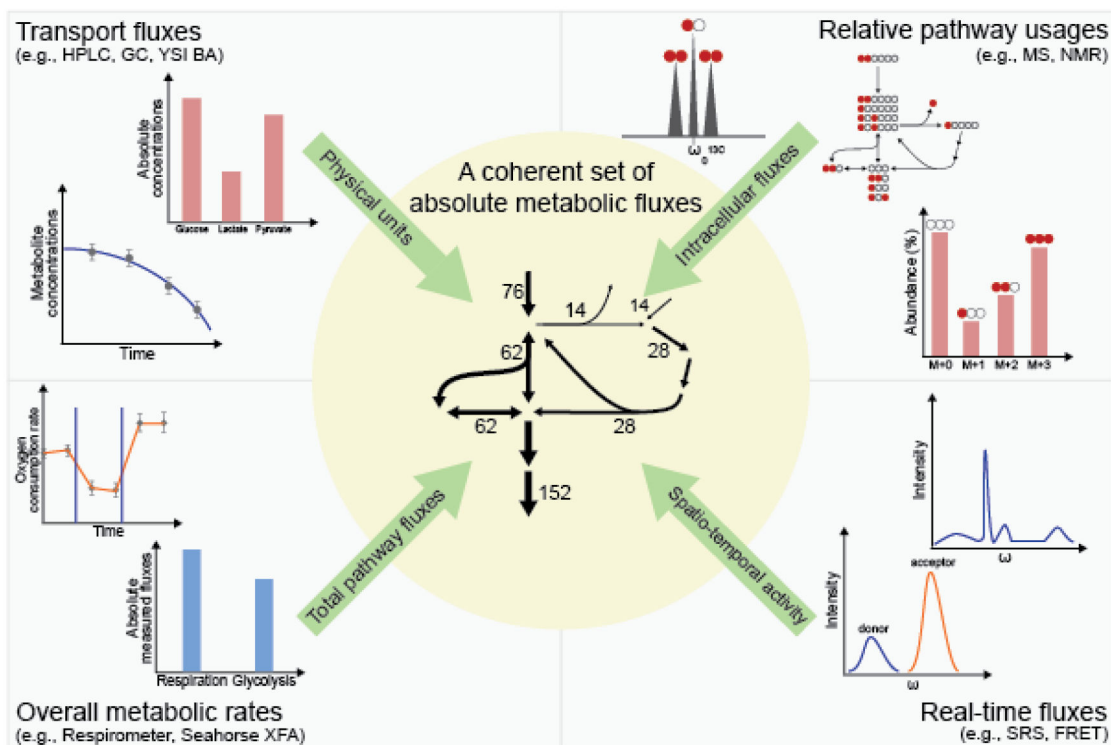 Transport fluxes
(e.g., HPLC, GC, YSI BA)
Absolute
concentrations
Glucose Lactate Pyruvate
Metabolite
concentrations
Time
Physical units
Relative pathway usages
(e.g., MS, NMR)
ω
0
13C
Intracellular fluxes
Abundance (%)
M+0 M+1 M+2 M+3
A coherent set of
absolute metabolic fluxes
76
14
14
62
28
62
28
152
Oxygen
consumption rate
Time
Absolute
measured fluxes
Respiration Glycolysis
Total pathway fluxes
Overall metabolic rates
(e.g., Respirometer, Seahorse XFA)
Spatio-temporal activity
Intensity
ω
Intensity
donor
acceptor
ω
Real-time fluxes
(e.g., SRS, FRET)